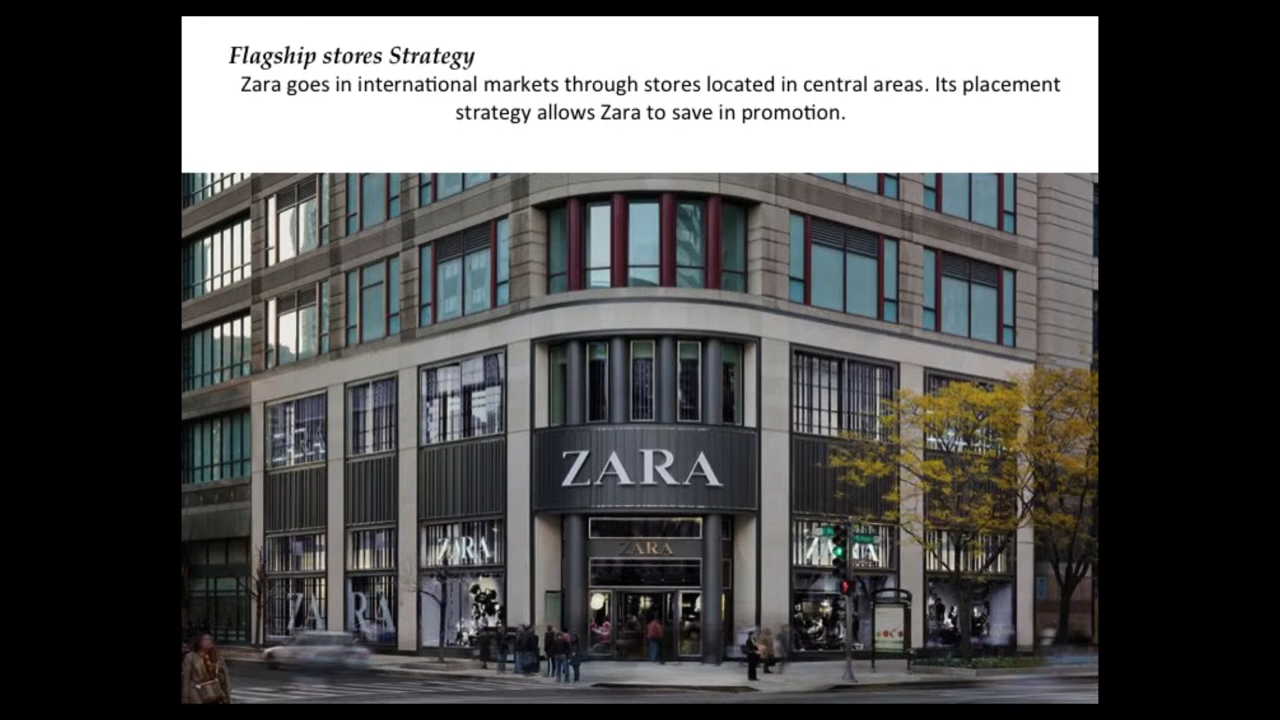 Flagship stores Strategy
Zara goes in international markets through stores located in central areas. Its placement
strategy allows Zara to save in promotion.
ZARA
ZARA
ZARA
ZARA
ZARA